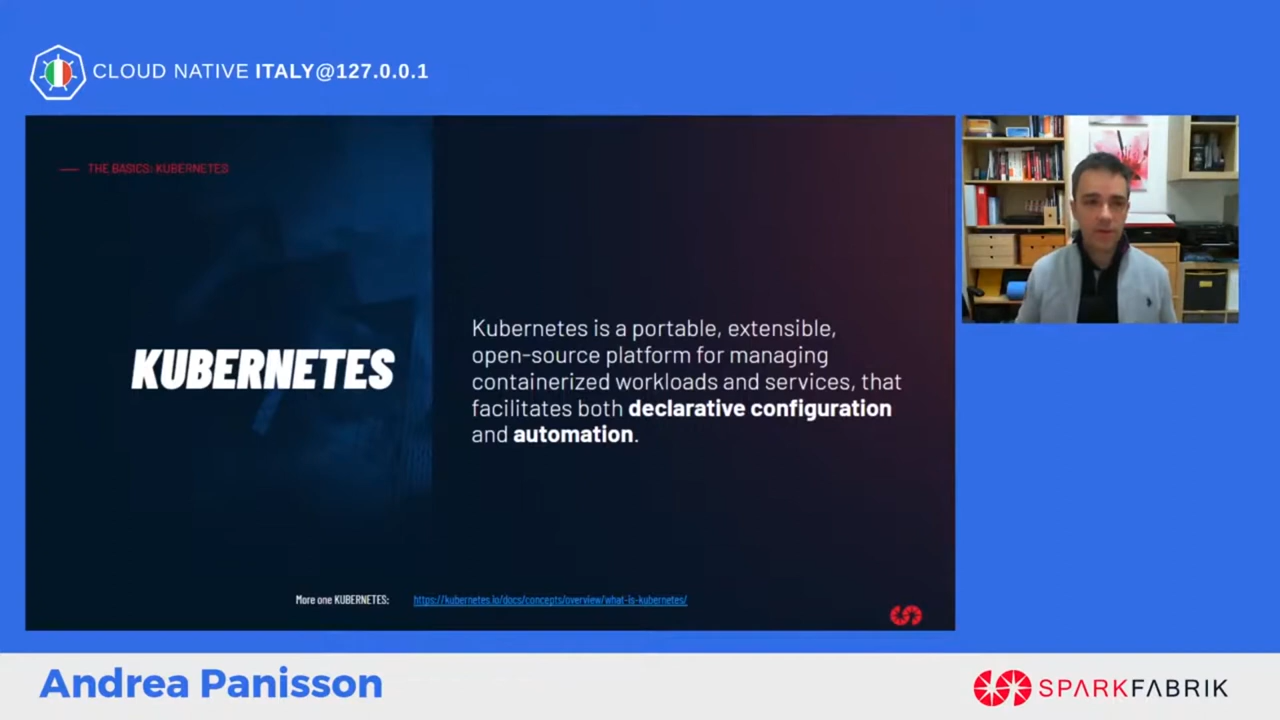 CLOUD NATIVE ITALY@127.0.0.1
THE BASICS: KUBERNETES
KUBERNETES
Kubernetes is a portable, extensible,
open-source platform for managing
containerized workloads and services, that
facilitates both declarative configuration
and automation.
More one KUBERNETES: https://kubernetes.io/docs/concepts/overview/what-is-kubernetes/
Andrea Panisson
SPARKFABRIK